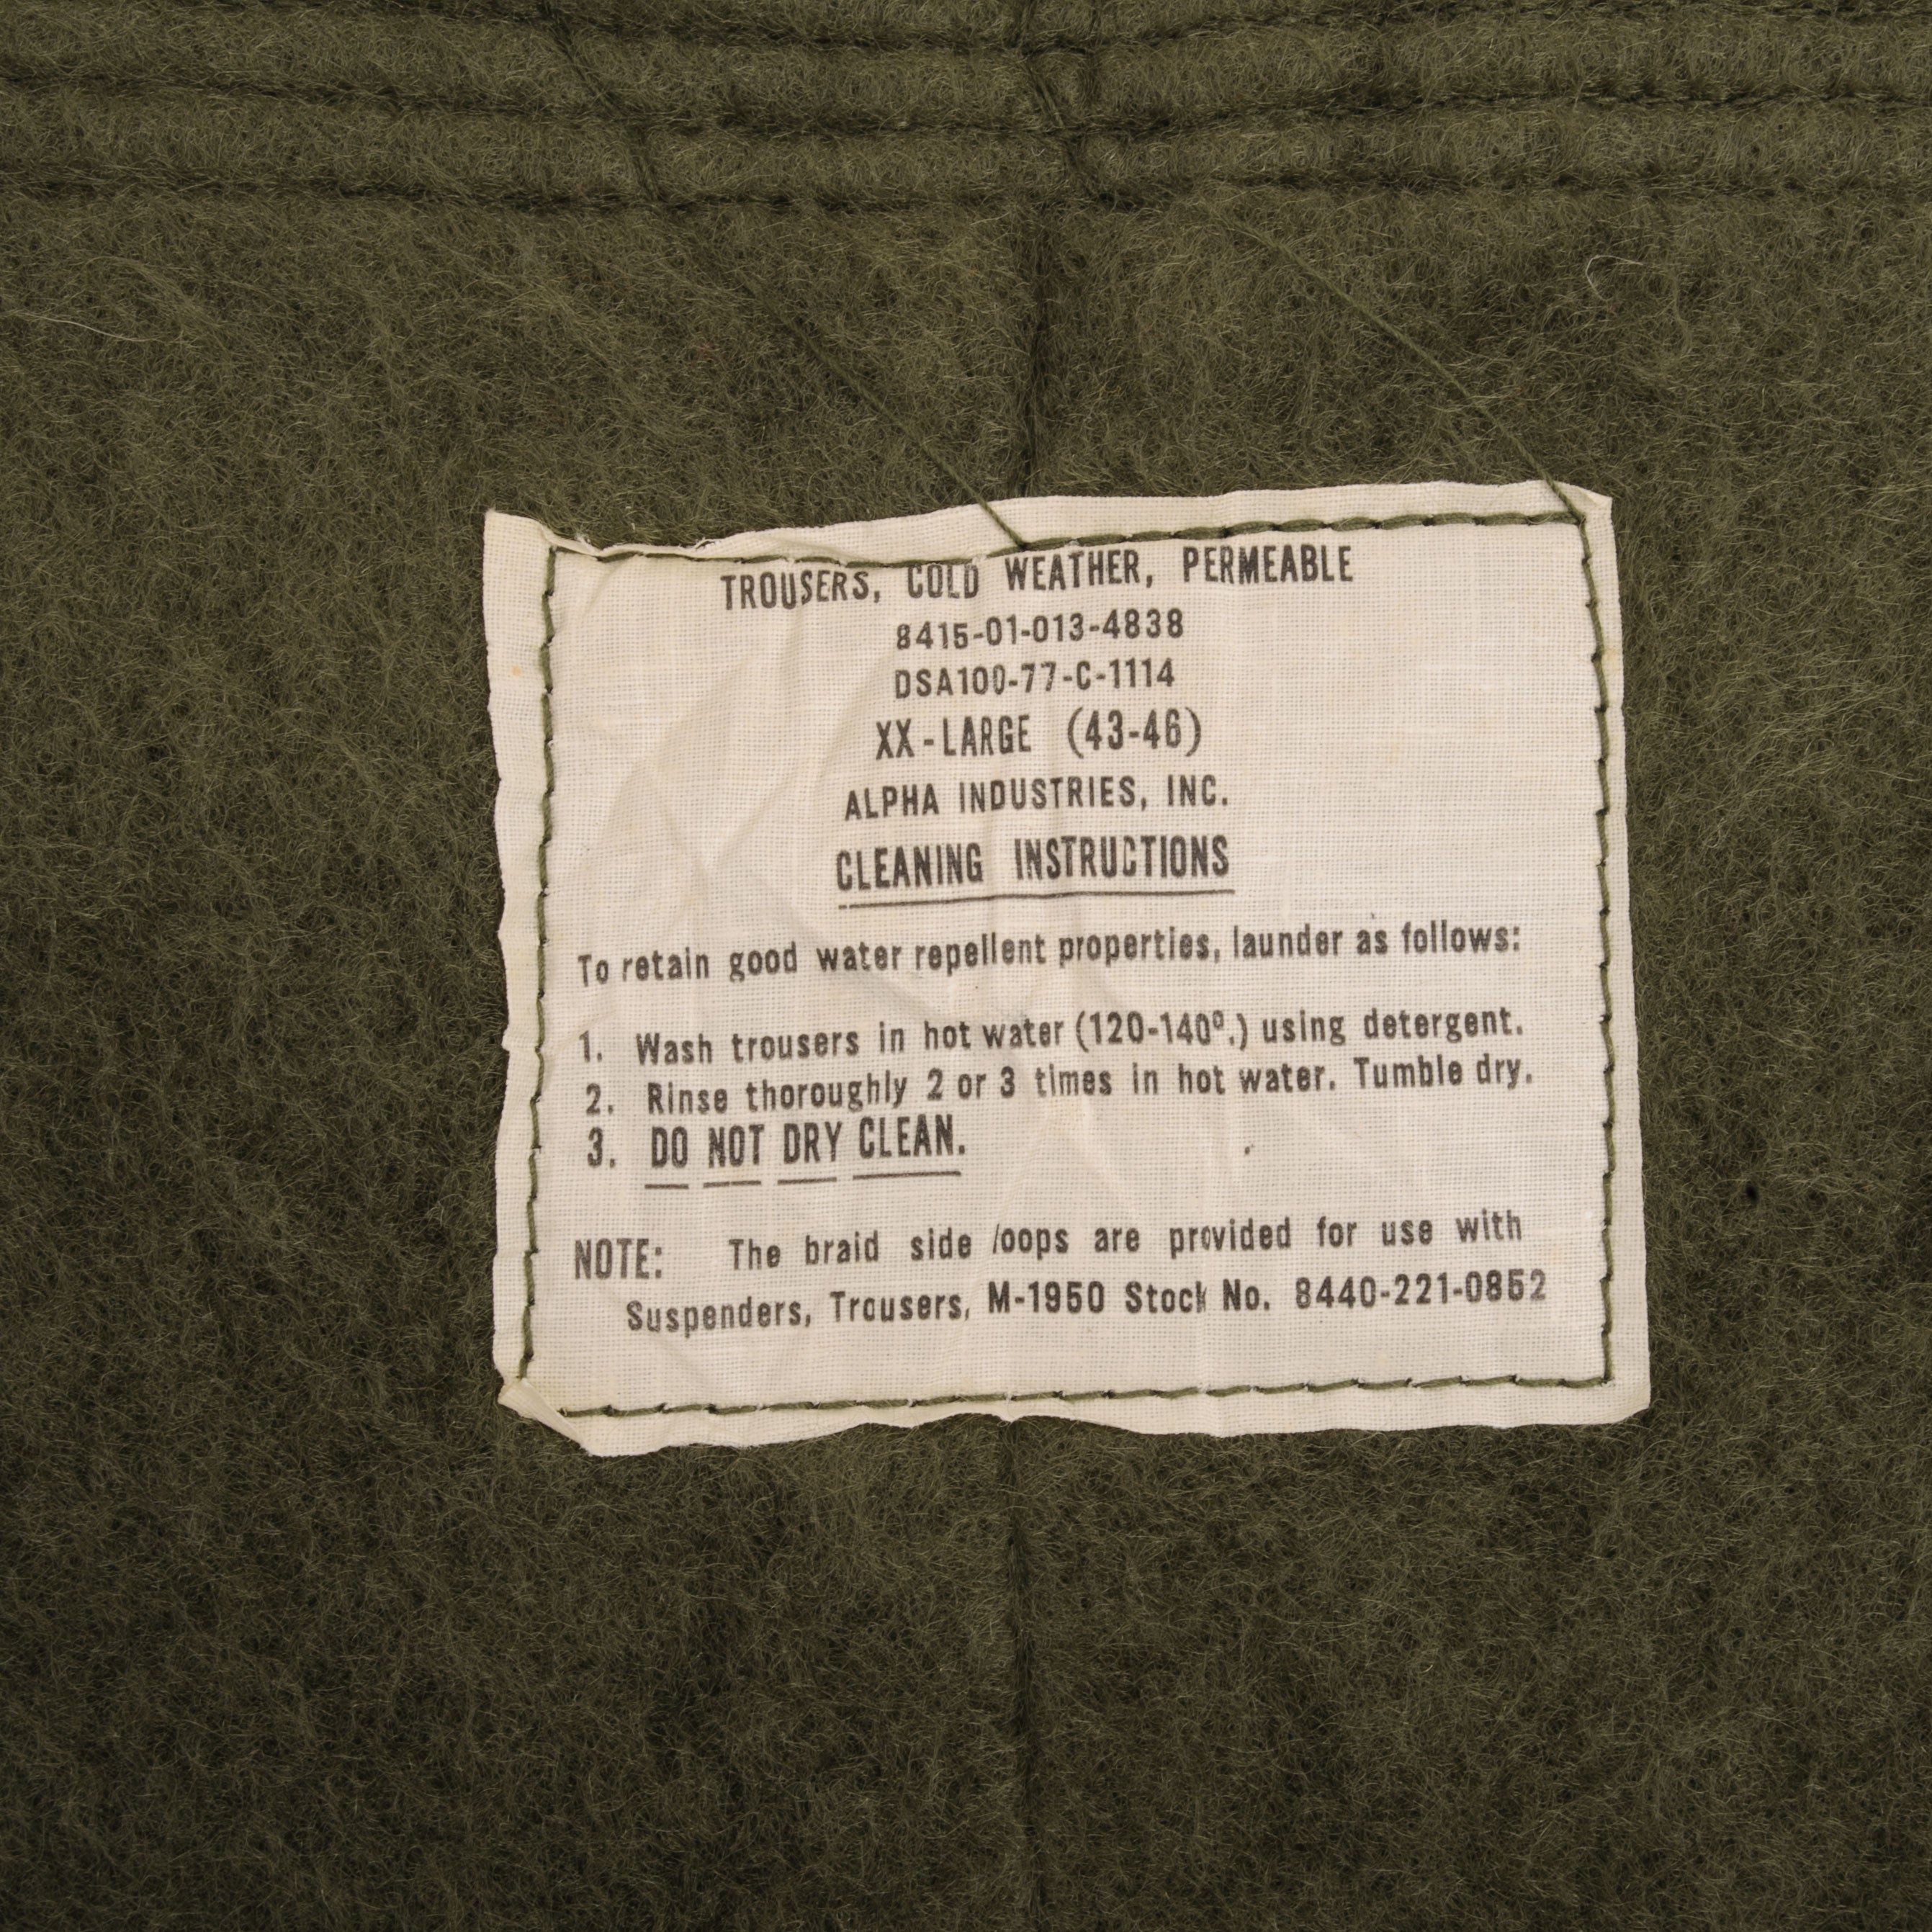 TROUSERS, COLD WEATHER, PERMEABLE
8415-01-013-4838
DSA100-77-C-1114
XX-LARGE (43-46)
ALPHA INDUSTRIES, INC.
CLEANING INSTRUCTIONS
To retain good water repellent properties, launder as follows:
1. Wash trousers in hot water (120-140º.) using detergent.
2. Rinse thoroughly 2 or 3 times in hot water. Tumble dry.
3. DO NOT DRY CLEAN.
NOTE: The braid side loops are provided for use with
Suspenders, Trousers, M-1950 Stock No. 8440-221-0852